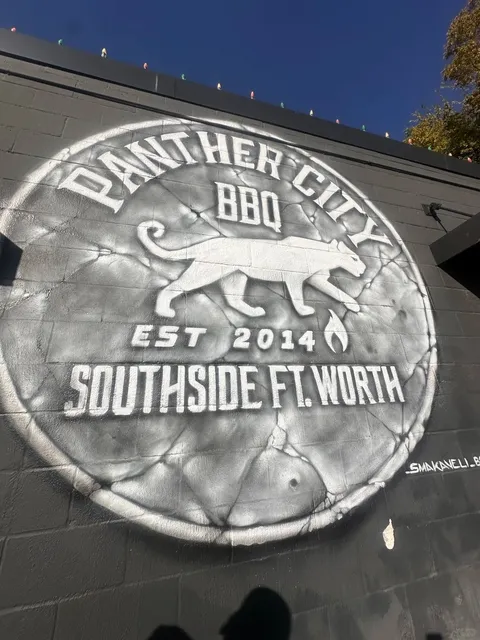 PANTHER CITY
BBQ
EST 2014
SOUTHSIDE FT. WORTH